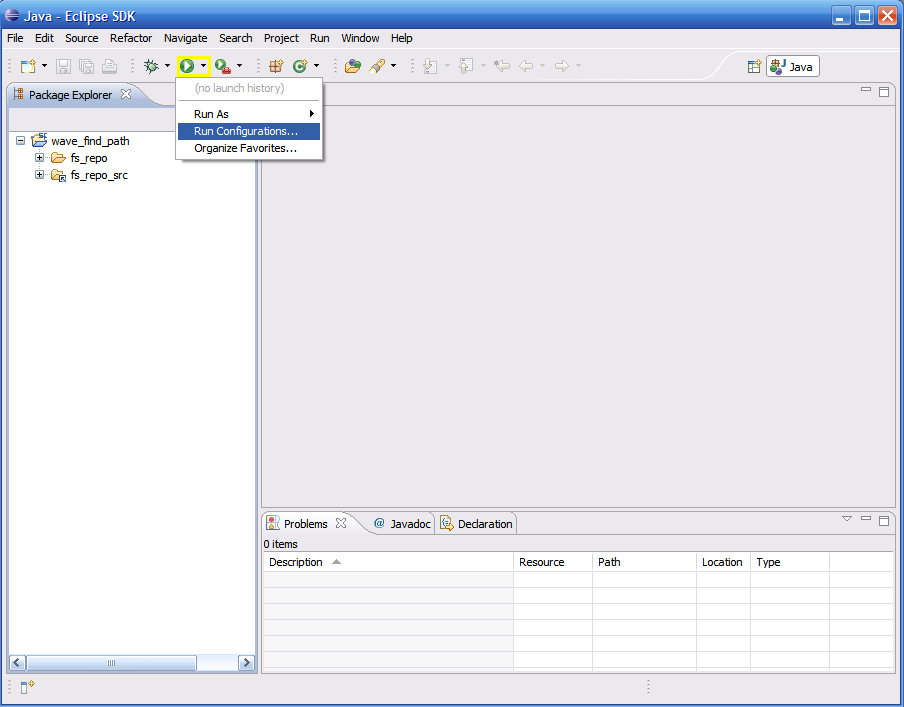 Java - Eclipse SDK
File Edit Source Refactor Navigate Search Project Run Window Help
Java
(no launch history)
Run As
Run Configurations...
Organize Favorites...
Package Explorer
wave_find_path
fs_repo
fs_repo_src
Problems @ Javadoc Declaration
0 items
Description Resource Path Location Type